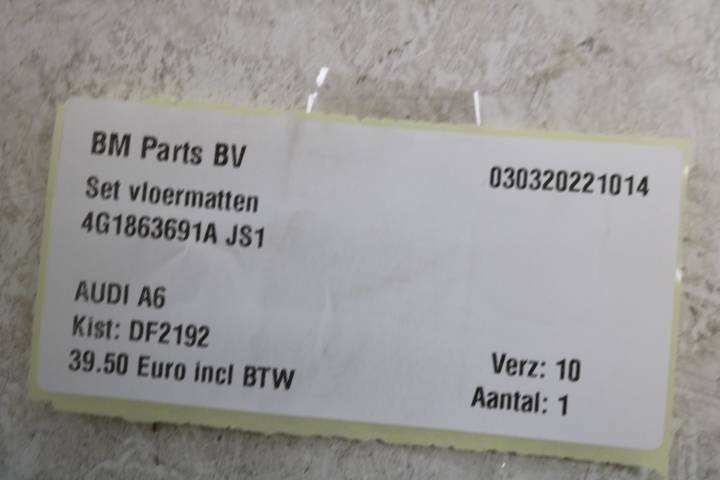 BM Parts BV
030320221014
Set vloermatten
4G1863691A JS1
AUDI A6
Kist: DF2192
39.50 Euro incl BTW
Verz: 10
Aantal: 1